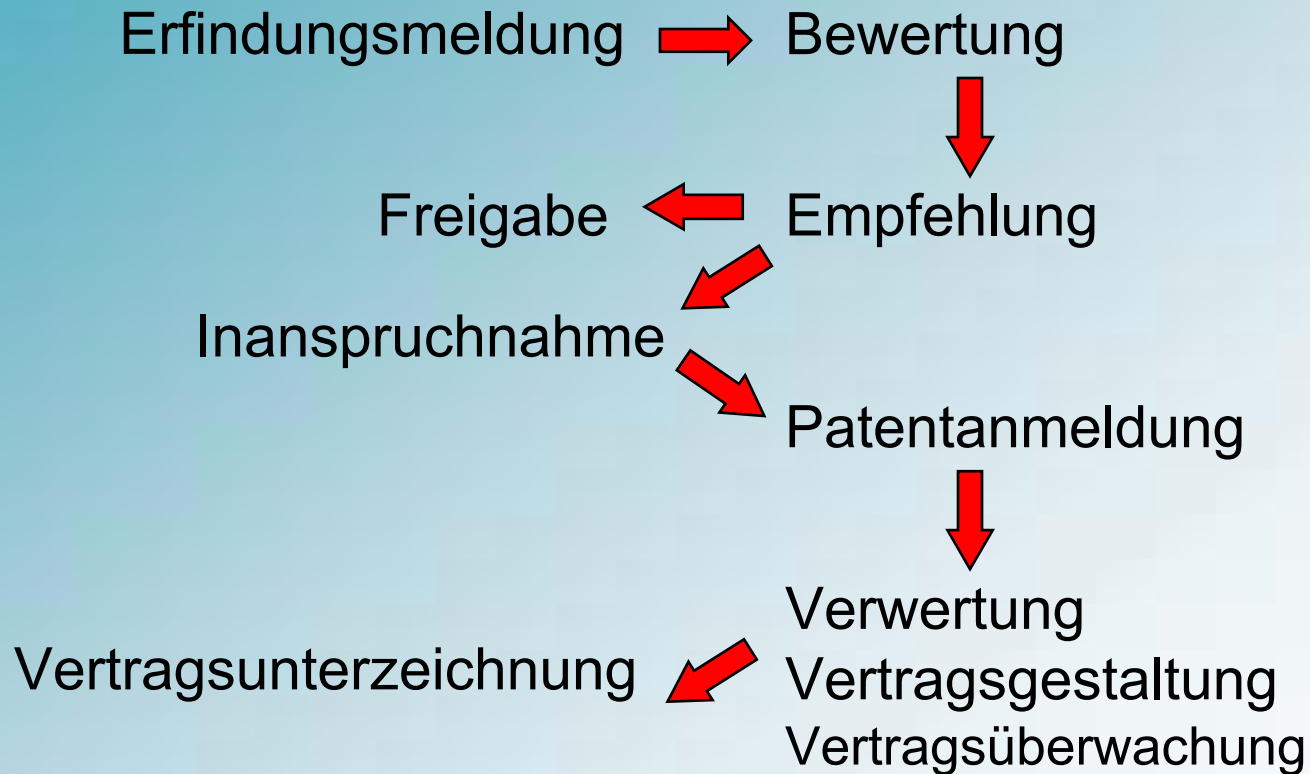 Erfindungsmeldung
Bewertung
Freigabe
Empfehlung
Inanspruchnahme
Patentanmeldung
Verwertung
Vertragsunterzeichnung
Vertragsgestaltung
Vertragsüberwachung